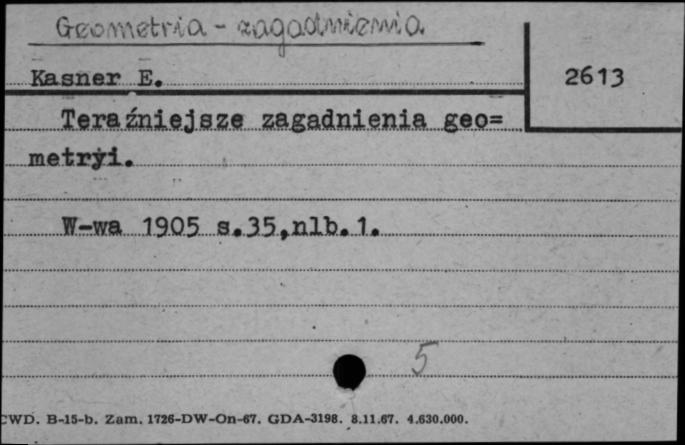 Geometria - zagadnienia
Kasner E.
2613
Teraźniejsze zagadnienia geo=
metryi.
W-wa 1905 s.35,nlb.1.
5
CWD. B-15-b. Zam. 1726-DW-On-67. GDA-3198. 8.11.67. 4.630.000.